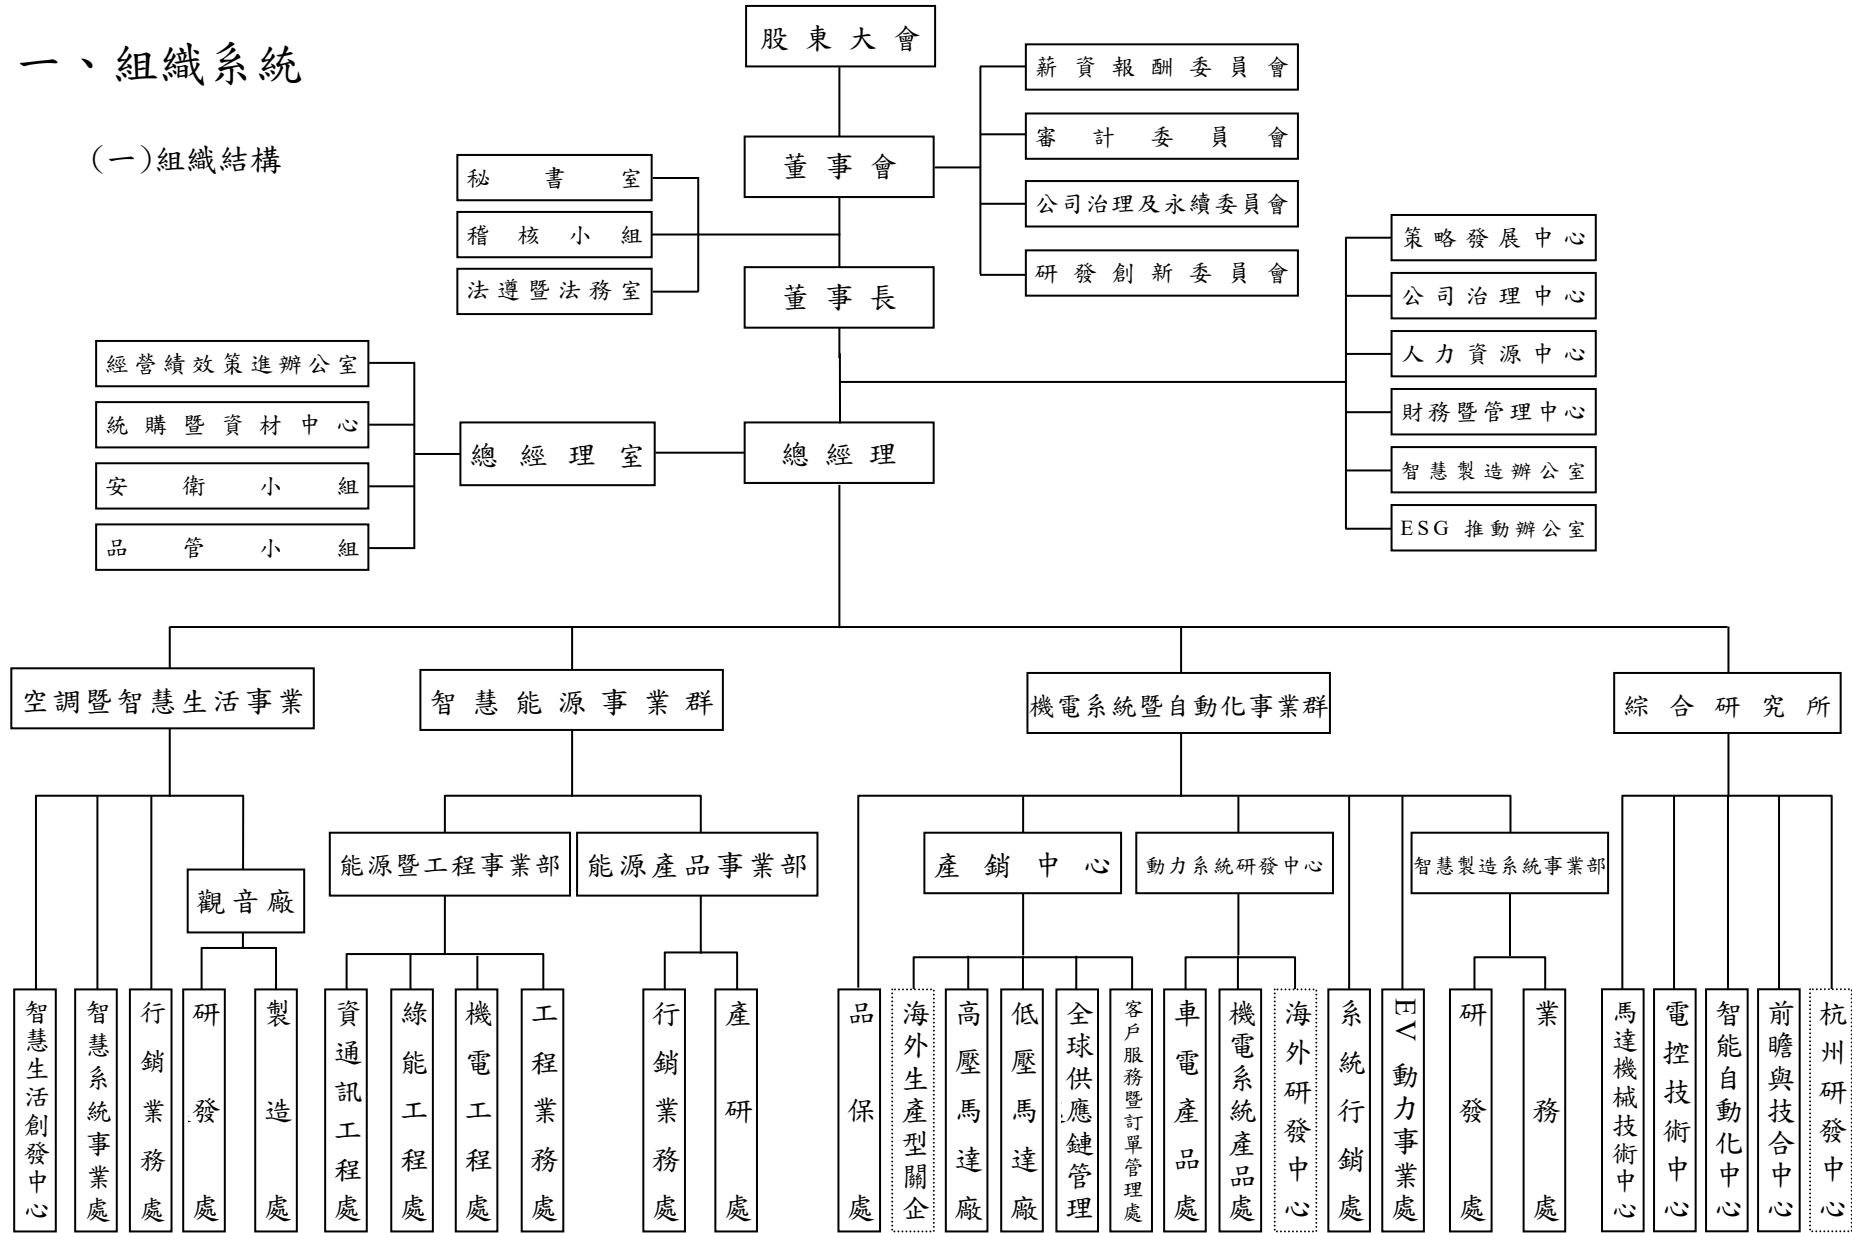 一、組織系統
(一)組織結構
股東大會
董事會
薪資報酬委員會
審計委員會
公司治理及永續委員會
研發創新委員會
秘書室
稽核小組
法遵暨法務室
董事長
策略發展中心
公司治理中心
人力資源中心
財務暨管理中心
智慧製造辦公室
ESG 推動辦公室
總經理
總經理室
經營績效策進辦公室
統購暨資材中心
安衛小組
品管小組
空調暨智慧生活事業
智慧能源事業群
機電系統暨自動化事業群
綜合研究所
觀音廠
能源暨工程事業部
能源產品事業部
產銷中心
動力系統研發中心
智慧製造系統事業部
智慧生活創發中心
智慧系統事業處
行銷業務處
研發處
製造處
資通訊工程處
綠能工程處
機電工程處
工程業務處
行銷業務處
產研處
品保處
海外生產型關企
高壓馬達廠
低壓馬達廠
全球供應鏈管理
客戶服務暨訂單管理處
車電產品處
機電系統產品處
海外研發中心
系統行銷處
EV動力事業處
研發處
業務處
馬達機械技術中心
電控技術中心
智能自動化中心
前瞻與技合中心
杭州研發中心